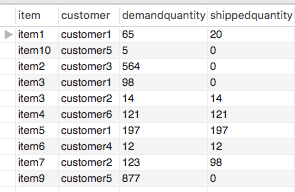 item customer demandquantity shippedquantity
item1 customer1 65 20
item10 customer5 5 0
item2 customer3 564 0
item3 customer1 98 0
item3 customer2 14 14
item4 customer6 121 121
item5 customer1 197 197
item6 customer4 12 12
item7 customer2 123 98
item9 customer5 877 0